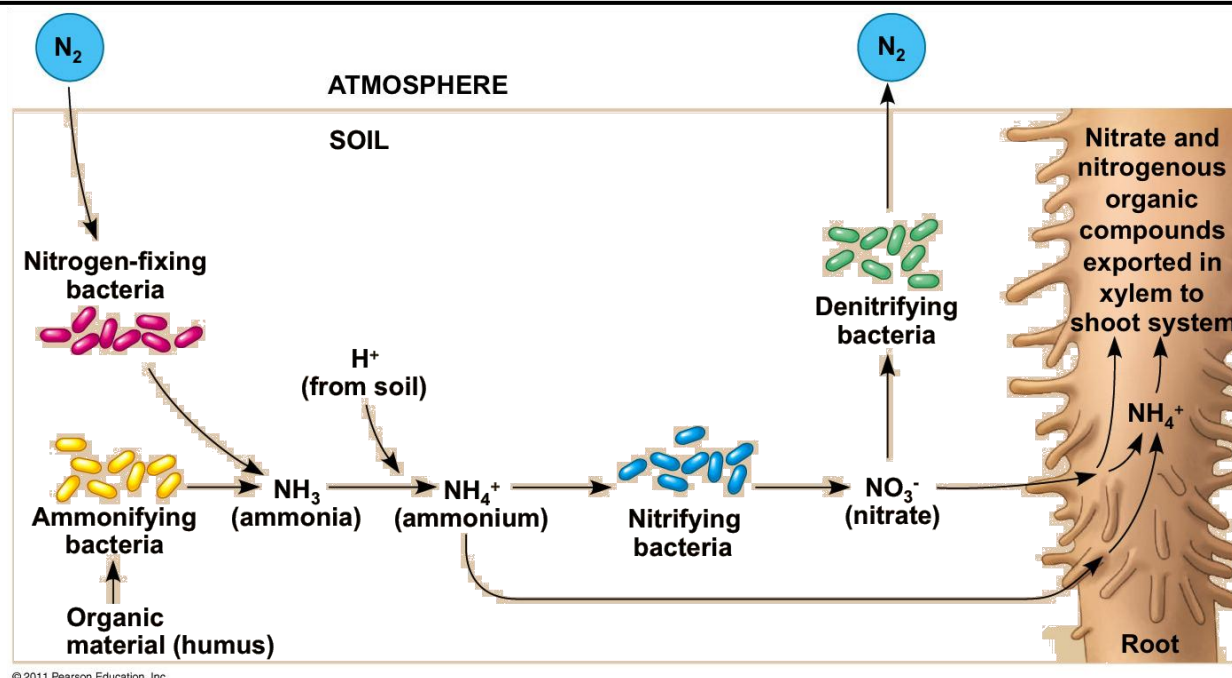 N₂
N₂
ATMOSPHERE
SOIL
Nitrate and
nitrogenous
organic
compounds
exported in
xylem to
shoot system
Nitrogen-fixing
bacteria
Denitrifying
bacteria
H⁺
(from soil)
NH₄⁺
NH₃
(ammonia)
NH₄⁺
(ammonium)
NO₃⁻
(nitrate)
Ammonifying
bacteria
Nitrifying
bacteria
Organic
material (humus)
Root
© 2011 Pearson Education, Inc.